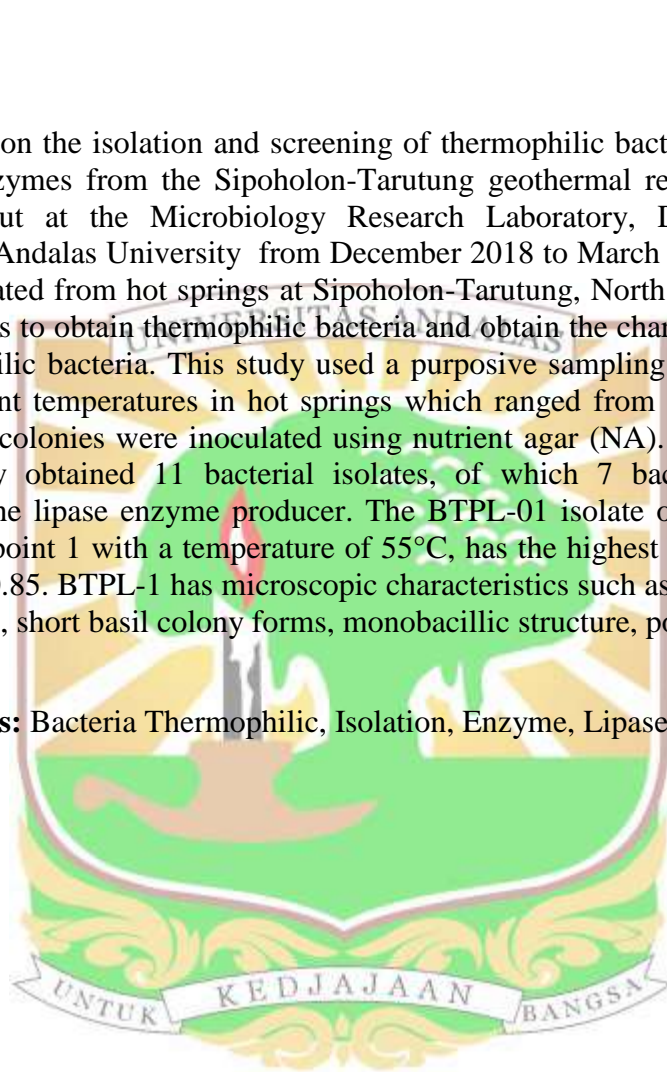 on the isolation and screening of thermophilic bact
zymes from the Sipoholon-Tarutung geothermal re
ut at the Microbiology Research Laboratory, D
Andalas University from December 2018 to March
ated from hot springs at Sipoholon-Tarutung, North
s to obtain thermophilic bacteria and obtain the char
ilic bacteria. This study used a purposive sampling
nt temperatures in hot springs which ranged from
colonies were inoculated using nutrient agar (NA).
y obtained 11 bacterial isolates, of which 7 bac
ne lipase enzyme producer. The BTPL-01 isolate o
point 1 with a temperature of 55°C, has the highest
0.85. BTPL-1 has microscopic characteristics such as
, short basil colony forms, monobacillic structure, po
s: Bacteria Thermophilic, Isolation, Enzyme, Lipase
UNIVERSITAS ANDALAS
UNTUK KEDJAJAAN BANGSA